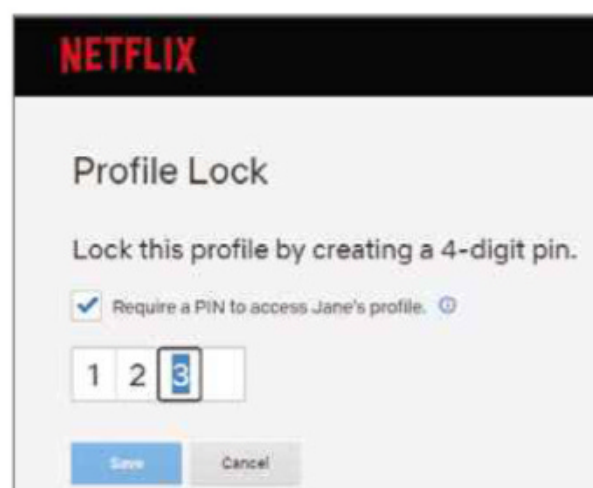 NETFLIX
Profile Lock
Lock this profile by creating a 4-digit pin.
Require a PIN to access Jane's profile.
1 2 3
Save Cancel